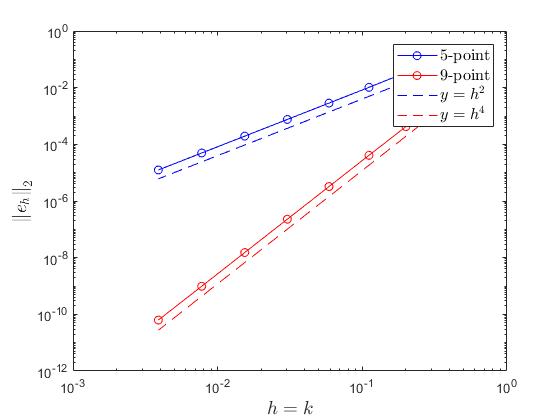 10^0
10^-2
10^-4
10^-6
10^-8
10^-10
10^-12
||e_h||_2
5-point
9-point
y = h^2
y = h^4
10^-3 10^-2 10^-1 10^0
h = k